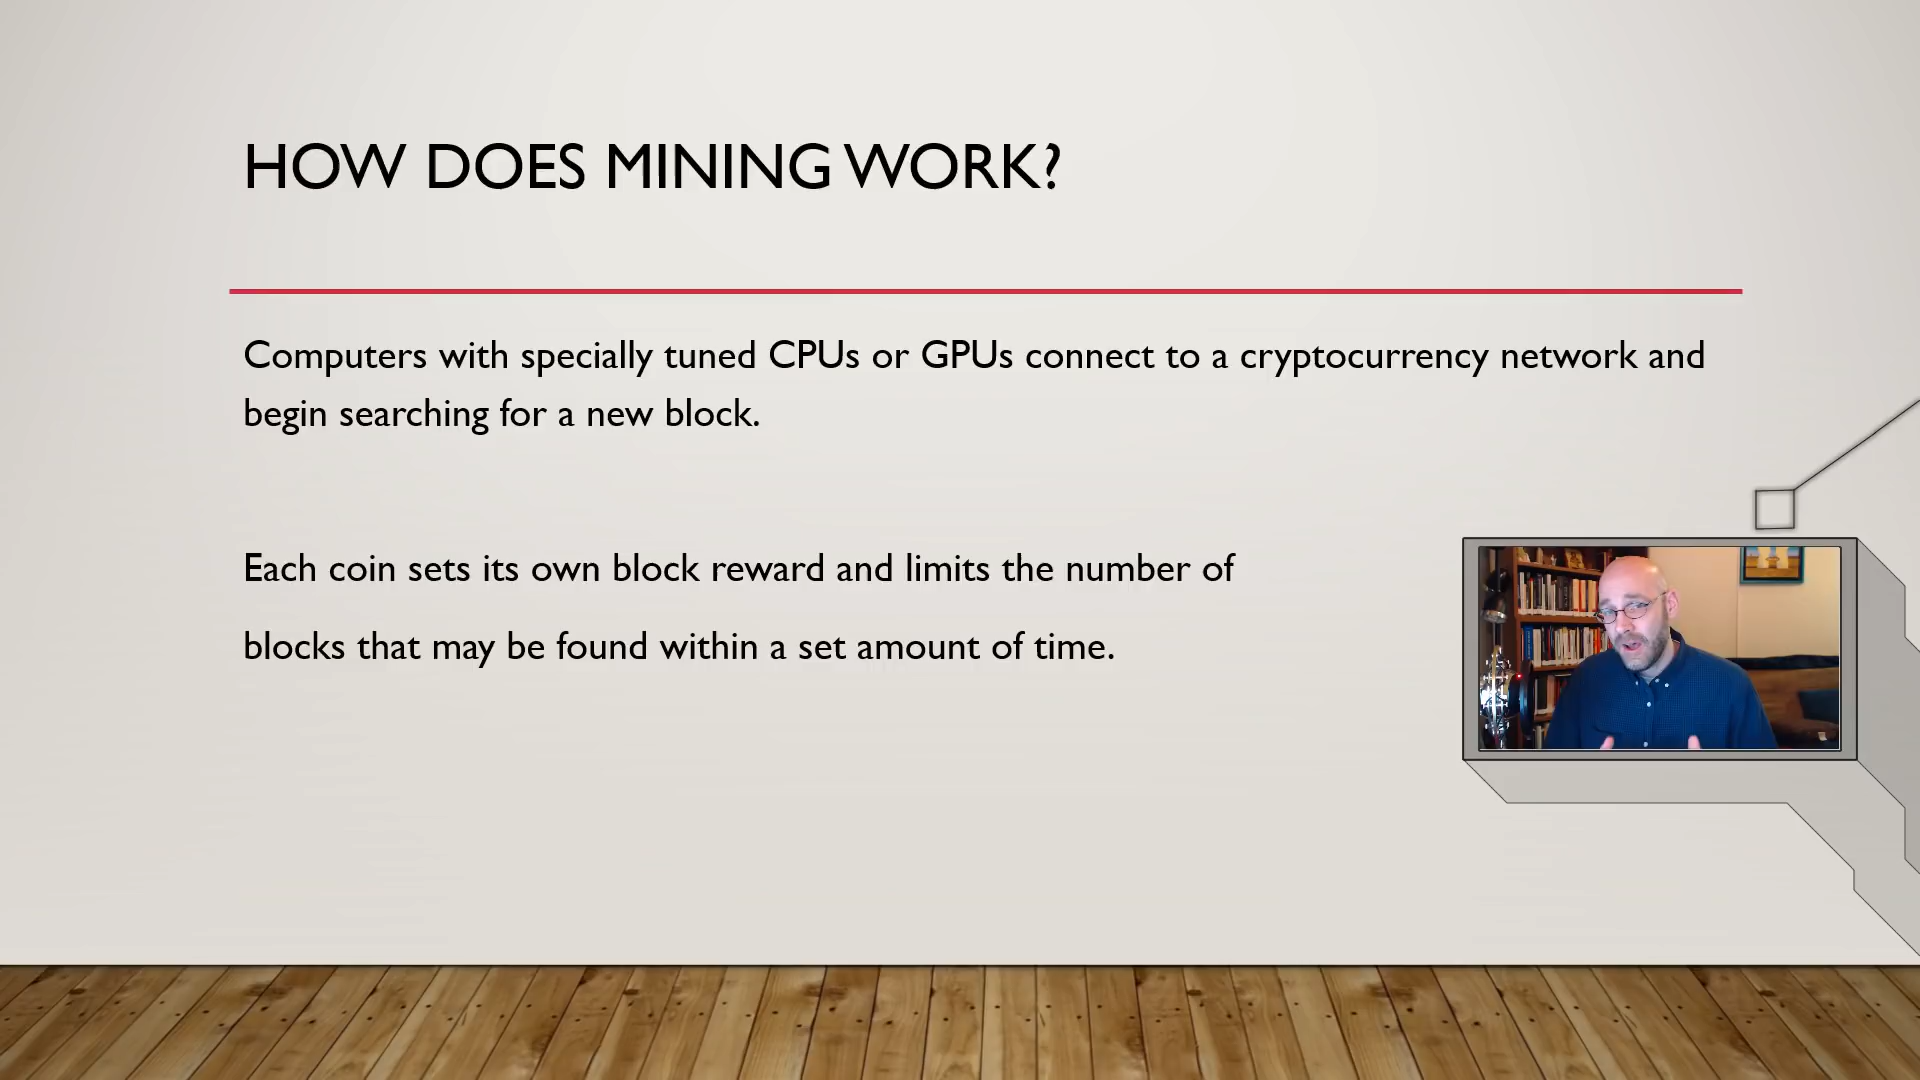 HOW DOES MINING WORK?
Computers with specially tuned CPUs or GPUs connect to a cryptocurrency network and
begin searching for a new block.
Each coin sets its own block reward and limits the number of
blocks that may be found within a set amount of time.